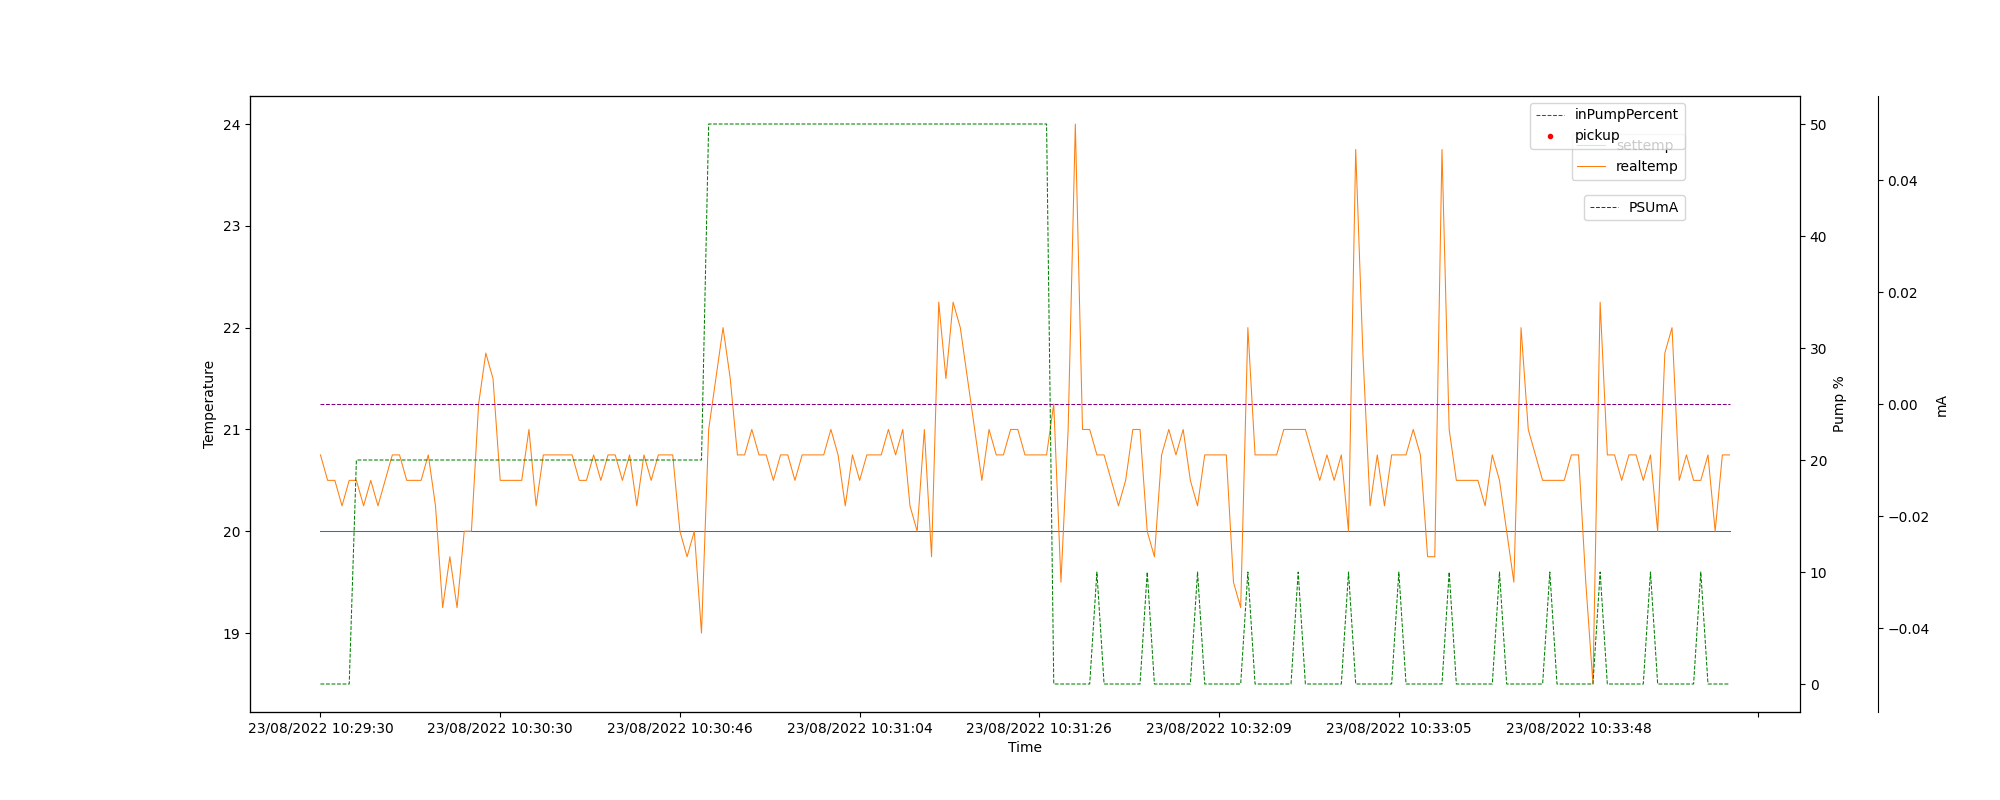 inPumpPercent
pickup
settemp
realtemp
PSUmA
24
23
22
21
20
19
Temperature
50
40
30
20
10
0
Pump %
0.04
0.02
0.00
−0.02
−0.04
mA
23/08/2022 10:29:30
23/08/2022 10:30:30
23/08/2022 10:30:46
23/08/2022 10:31:04
23/08/2022 10:31:26
23/08/2022 10:32:09
23/08/2022 10:33:05
23/08/2022 10:33:48
Time